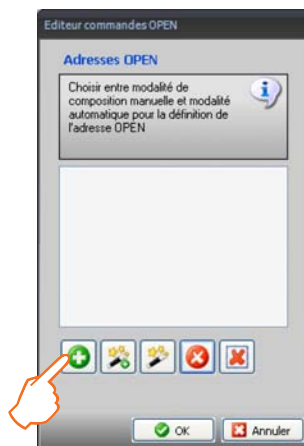 Editeur commandes OPEN
Adresses OPEN
Choisir entre modalité de
composition manuelle et modalité
automatique pour la définition de
l'adresse OPEN
OK
Annuler